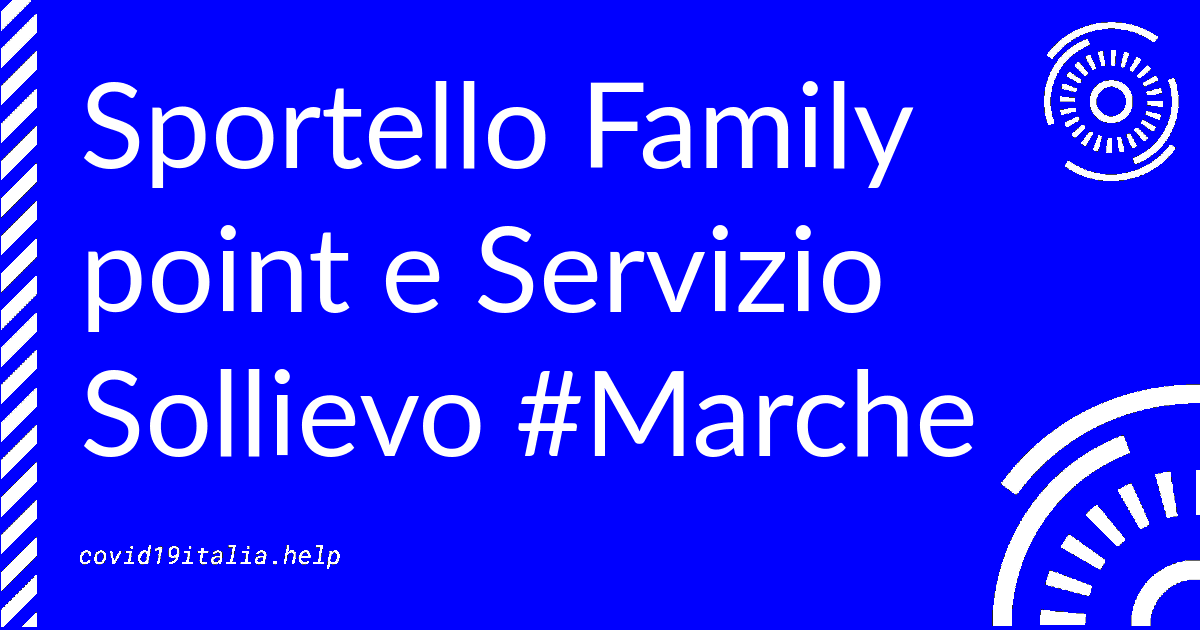 Sportello Family
point e Servizio
Sollievo #Marche
covid19italia.help